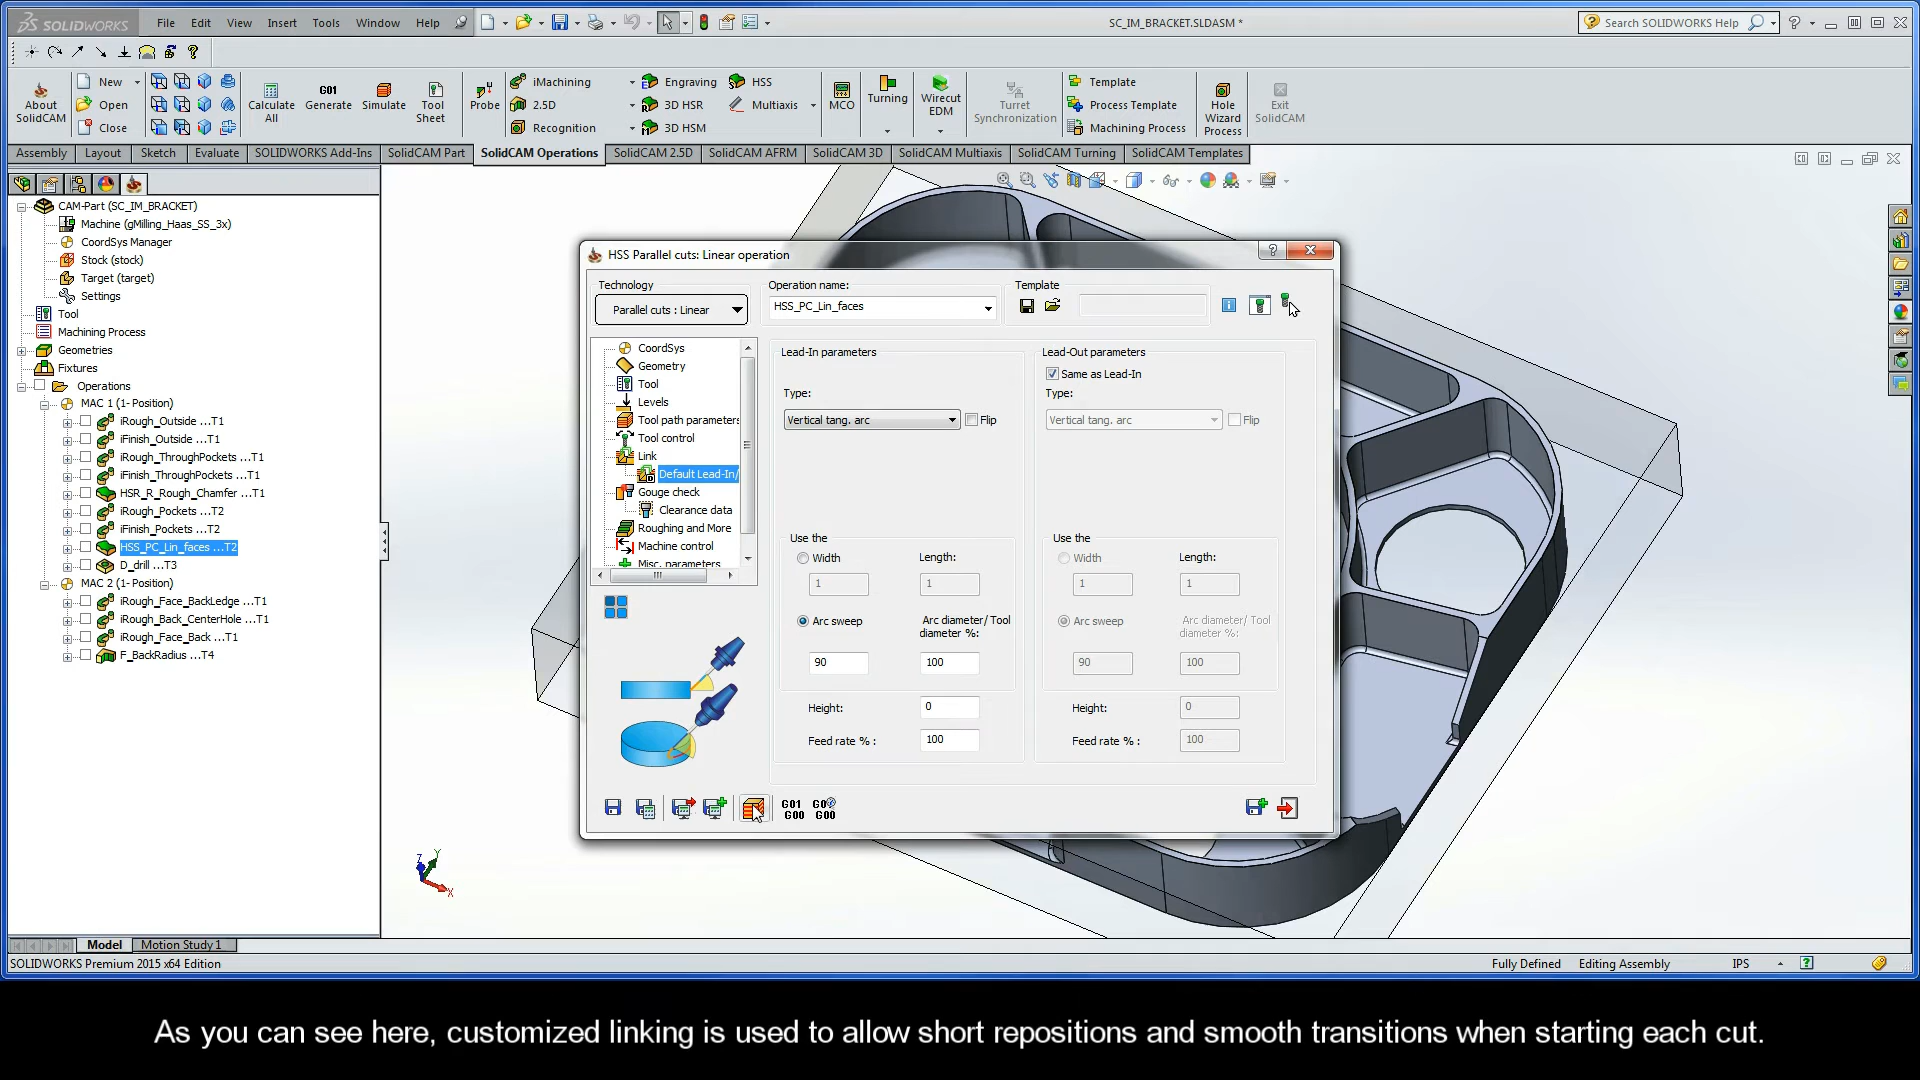 SOLIDWORKS File Edit View Insert Tools Window Help SC_IM_BRACKET.SLDASM * Search SOLIDWORKS Help
About SolidCAM New Open Close Calculate All G01 Generate Simulate Tool Sheet Probe iMachining 2.5D Recognition Engraving 3D HSR 3D HSM HSS Multiaxis MCO Turning Wirecut EDM Turret Synchronization Template Process Template Machining Process Hole Wizard Process Exit SolidCAM
Assembly Layout Sketch Evaluate SOLIDWORKS Add-Ins SolidCAM Part SolidCAM Operations SolidCAM 2.5D SolidCAM AFRM SolidCAM 3D SolidCAM Multiaxis SolidCAM Turning SolidCAM Templates
CAM-Part (SC_IM_BRACKET)
Machine (gMilling_Haas_SS_3x)
CoordSys Manager
Stock (stock)
Target (target)
Settings
Tool
Machining Process
Geometries
Fixtures
Operations
MAC 1 (1- Position)
iRough_Outside ...T1
iFinish_Outside ...T1
iRough_ThroughPockets ...T1
iFinish_ThroughPockets ...T1
HSR_R_Rough_Chamfer ...T1
iRough_Pockets ...T2
iFinish_Pockets ...T2
HSS_PC_Lin_faces ...T2
D_drill ...T3
MAC 2 (1- Position)
iRough_Face_BackLedge ...T1
iRough_Back_CenterHole ...T1
iRough_Face_Back ...T1
F_BackRadius ...T4
HSS Parallel cuts: Linear operation
Technology Operation name: Template
Parallel cuts : Linear HSS_PC_Lin_faces
CoordSys
Geometry
Tool
Levels
Tool path parameters
Tool control
Link
Default Lead-In/
Gouge check
Clearance data
Roughing and More
Machine control
Misc. parameters
Lead-In parameters Lead-Out parameters
Same as Lead-In
Type: Type:
Vertical tang. arc Flip Vertical tang. arc Flip
Use the Use the
Width Length: Width Length:
1 1 1 1
Arc sweep Arc diameter/ Tool diameter %: Arc sweep Arc diameter/ Tool diameter %:
90 100 90 100
Height: 0 Height: 0
Feed rate % : 100 Feed rate % : 100
G01 G00 G0 G00
Z Y X
Model Motion Study 1
SOLIDWORKS Premium 2015 x64 Edition Fully Defined Editing Assembly IPS
As you can see here, customized linking is used to allow short repositions and smooth transitions when starting each cut.